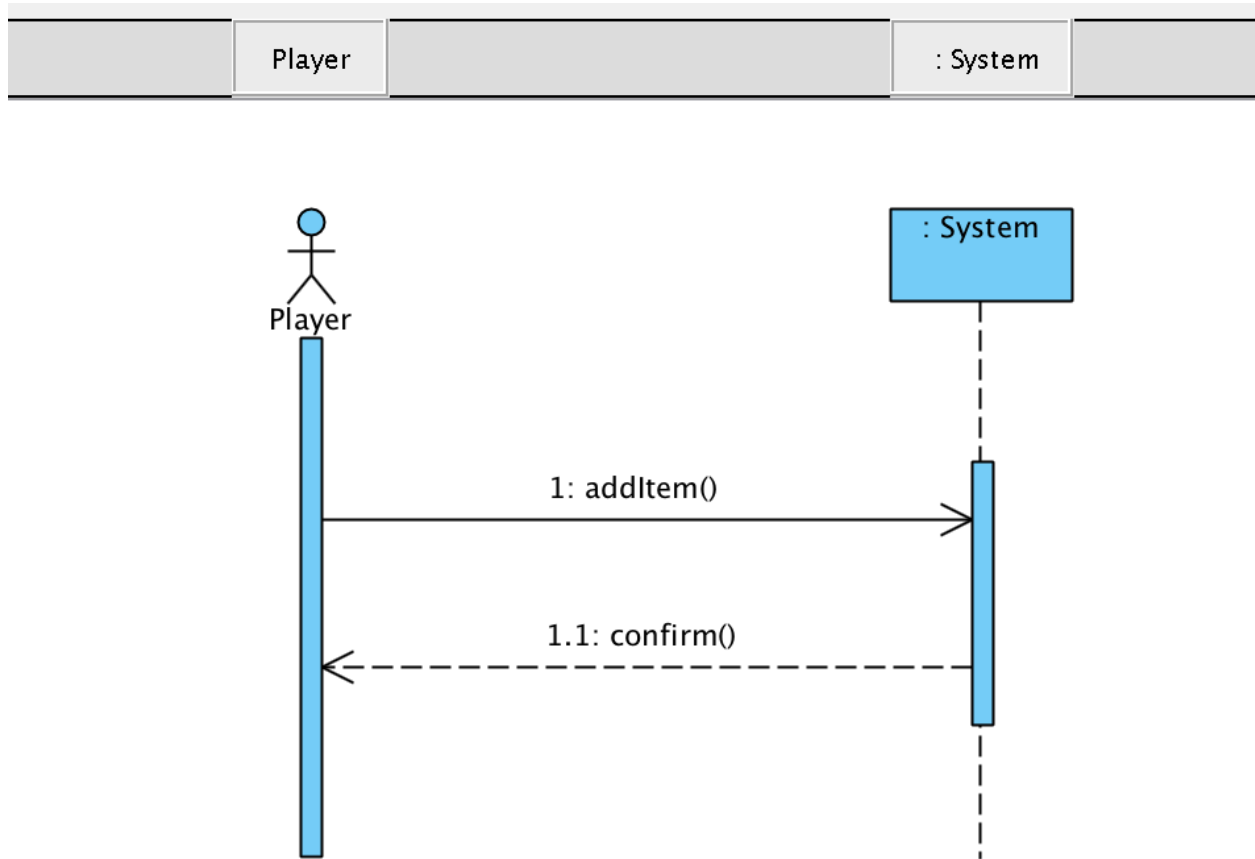 Player
: System
: System
Player
1: addItem()
1.1: confirm()